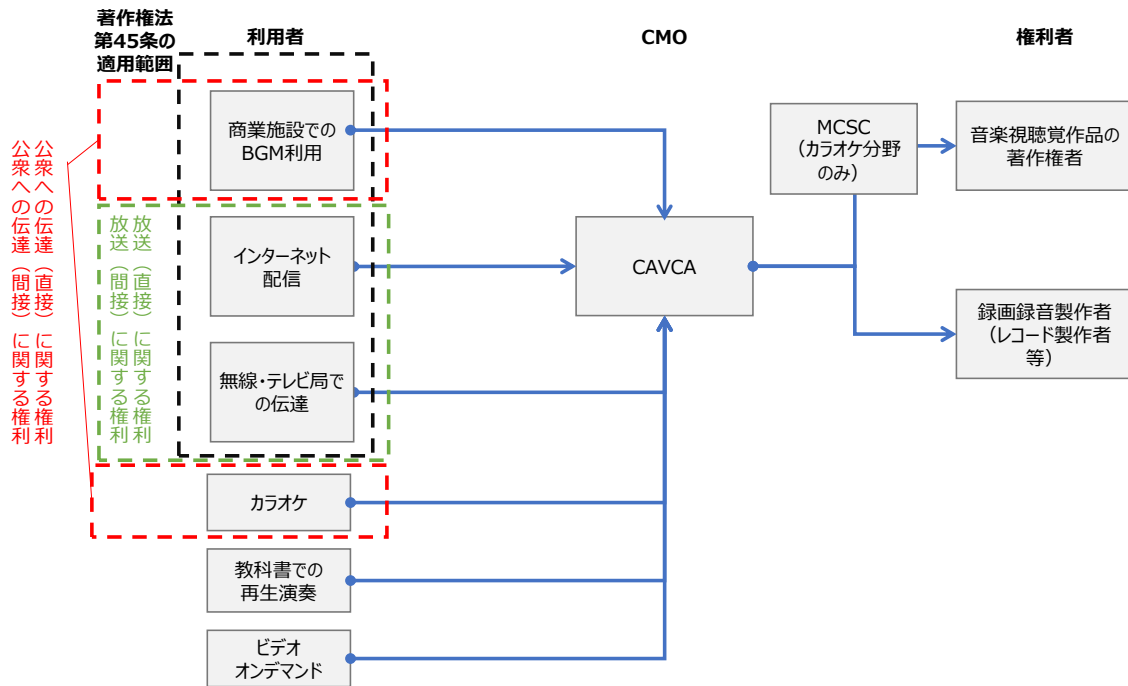 著作権法
第45条の
適用範囲
利用者
CMO
権利者
公衆への伝達（直接）に関する権利
公衆への伝達（間接）に関する権利
放送（直接）に関する権利
放送（間接）に関する権利
商業施設での
BGM利用
インターネット
配信
無線・テレビ局で
の伝達
カラオケ
教科書での
再生演奏
ビデオ
オンデマンド
CAVCA
MCSC
（カラオケ分野
のみ）
音楽視聴覚作品の
著作権者
録画録音製作者
（レコード製作者
等）